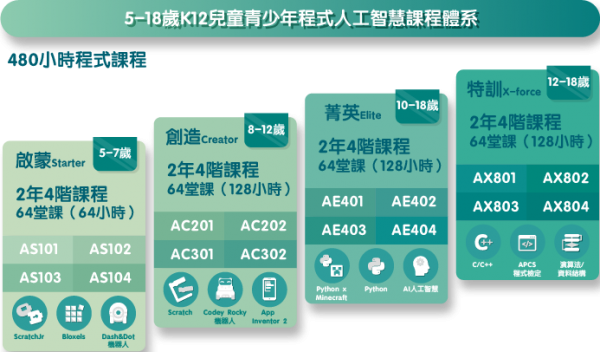 5-18歲K12兒童青少年程式人工智慧課程體系
480小時程式課程
啟蒙Starter
5-7歲
2年4階課程
64堂課（64小時）
AS101 AS102
AS103 AS104
ScratchJr
Bloxels
Dash&Dot
機器人
創造Creator
8-12歲
2年4階課程
64堂課（128小時）
AC201 AC202
AC301 AC302
Scratch
Codey Rocky
機器人
App
Inventor 2
菁英Elite
10-18歲
2年4階課程
64堂課（128小時）
AE401 AE402
AE403 AE404
Python x
Minecraft
Python
AI人工智慧
特訓X-force
12-18歲
2年4階課程
64堂課（128小時）
AX801 AX802
AX803 AX804
C++
C/C++
APCS
程式檢定
演算法/
資料結構